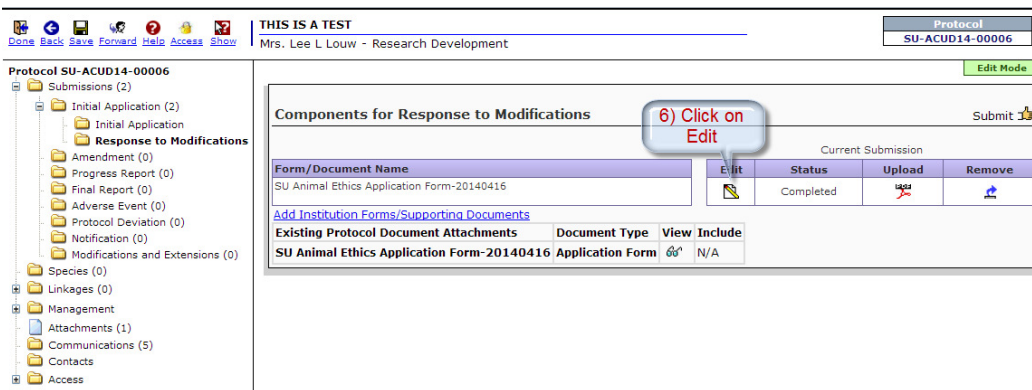 Done Back Save Forward Help Access Show
THIS IS A TEST
Mrs. Lee L Louw - Research Development
Protocol
SU-ACUD14-00006
Edit Mode
Protocol SU-ACUD14-00006
Submissions (2)
Initial Application (2)
Initial Application
Response to Modifications
Amendment (0)
Progress Report (0)
Final Report (0)
Adverse Event (0)
Protocol Deviation (0)
Notification (0)
Modifications and Extensions (0)
Species (0)
Linkages (0)
Management
Attachments (1)
Communications (5)
Contacts
Access
Components for Response to Modifications
6) Click on
Edit
Submit
Current Submission
Form/Document Name Edit Status Upload Remove
SU Animal Ethics Application Form-20140416 Completed
Add Institution Forms/Supporting Documents
Existing Protocol Document Attachments Document Type View Include
SU Animal Ethics Application Form-20140416 Application Form N/A